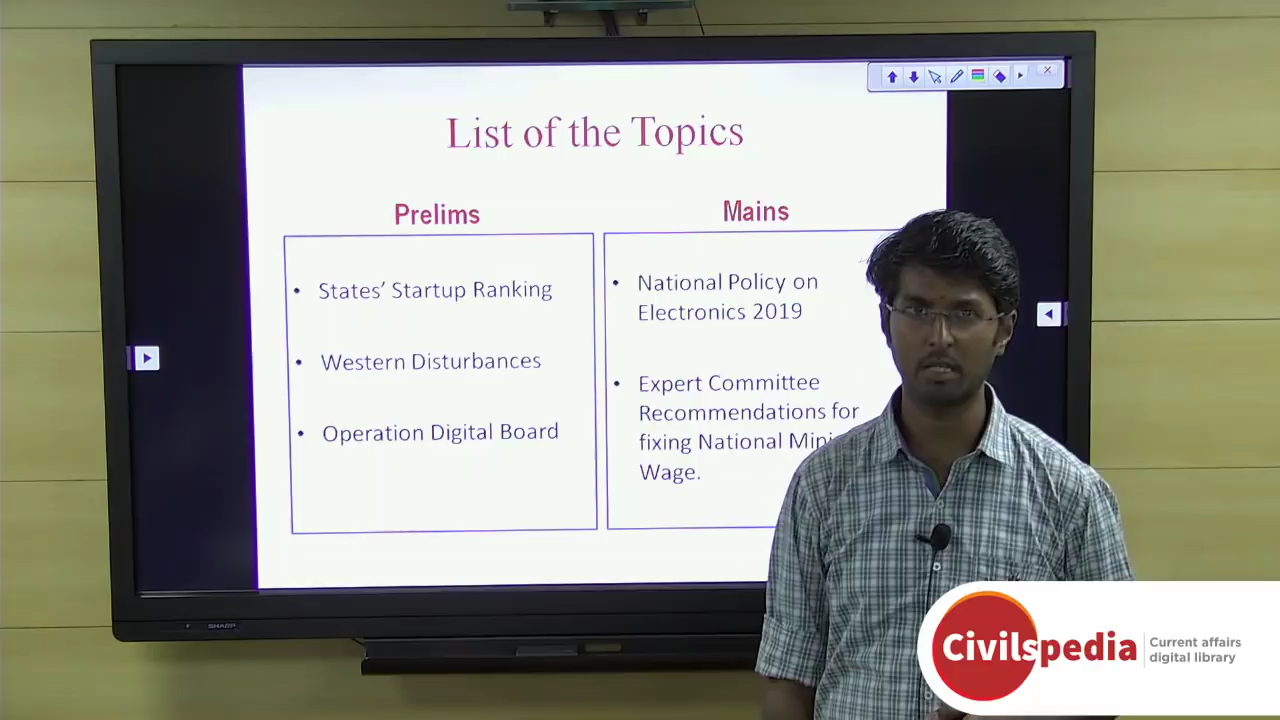 List of the Topics
Prelims
• States’ Startup Ranking
• Western Disturbances
• Operation Digital Board
Mains
• National Policy on
Electronics 2019
• Expert Committee
Recommendations for
fixing National
Wage.
SHARP
Civilspedia
Current affairs
digital library